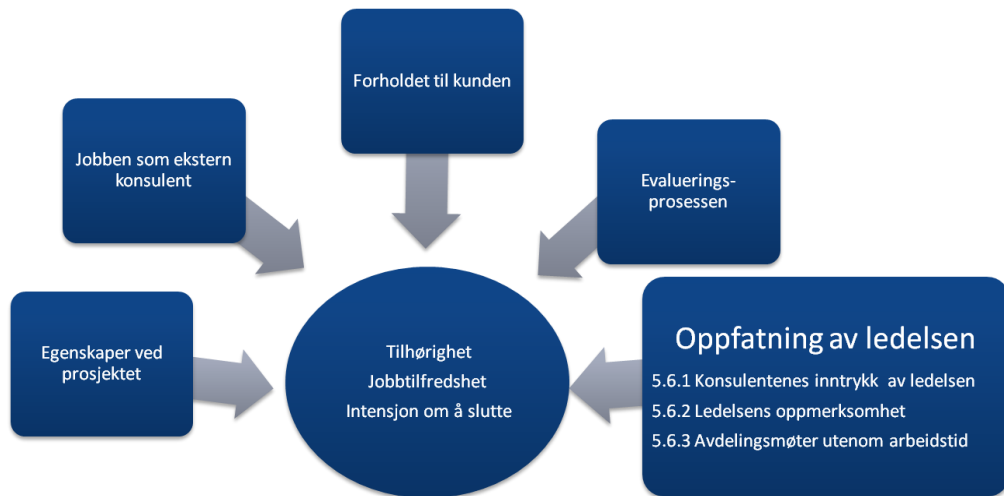 Forholdet til kunden
Jobben som ekstern
konsulent
Evaluerings-
prosessen
Egenskaper ved
prosjektet
Tilhørighet
Jobbtilfredshet
Intensjon om å slutte
Oppfatning av ledelsen
5.6.1 Konsulentenes inntrykk av ledelsen
5.6.2 Ledelsens oppmerksomhet
5.6.3 Avdelingsmøter utenom arbeidstid